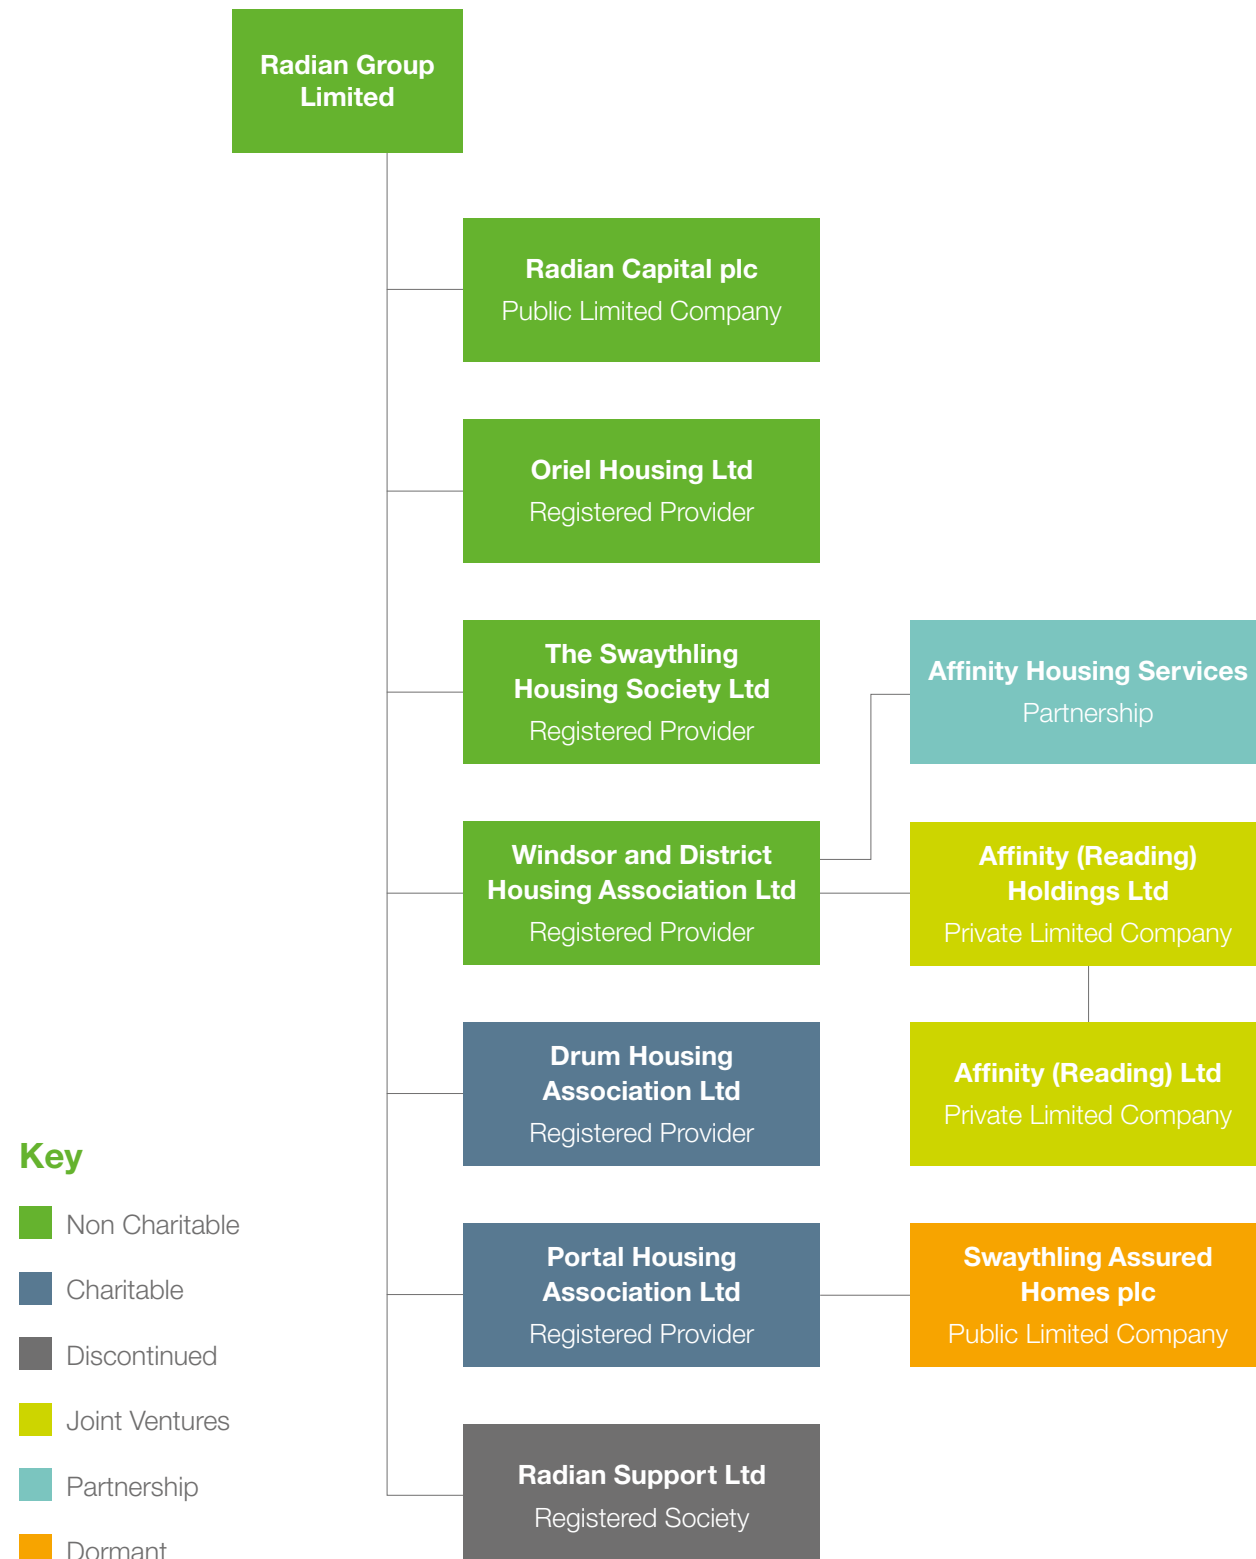 Radian Group
Limited
Radian Capital plc
Public Limited Company
Oriel Housing Ltd
Registered Provider
The Swaythling
Housing Society Ltd
Registered Provider
Affinity Housing Services
Partnership
Windsor and District
Housing Association Ltd
Registered Provider
Affinity (Reading)
Holdings Ltd
Private Limited Company
Drum Housing
Association Ltd
Registered Provider
Affinity (Reading) Ltd
Private Limited Company
Portal Housing
Association Ltd
Registered Provider
Swaythling Assured
Homes plc
Public Limited Company
Radian Support Ltd
Registered Society
Key
Non Charitable
Charitable
Discontinued
Joint Ventures
Partnership
Dormant